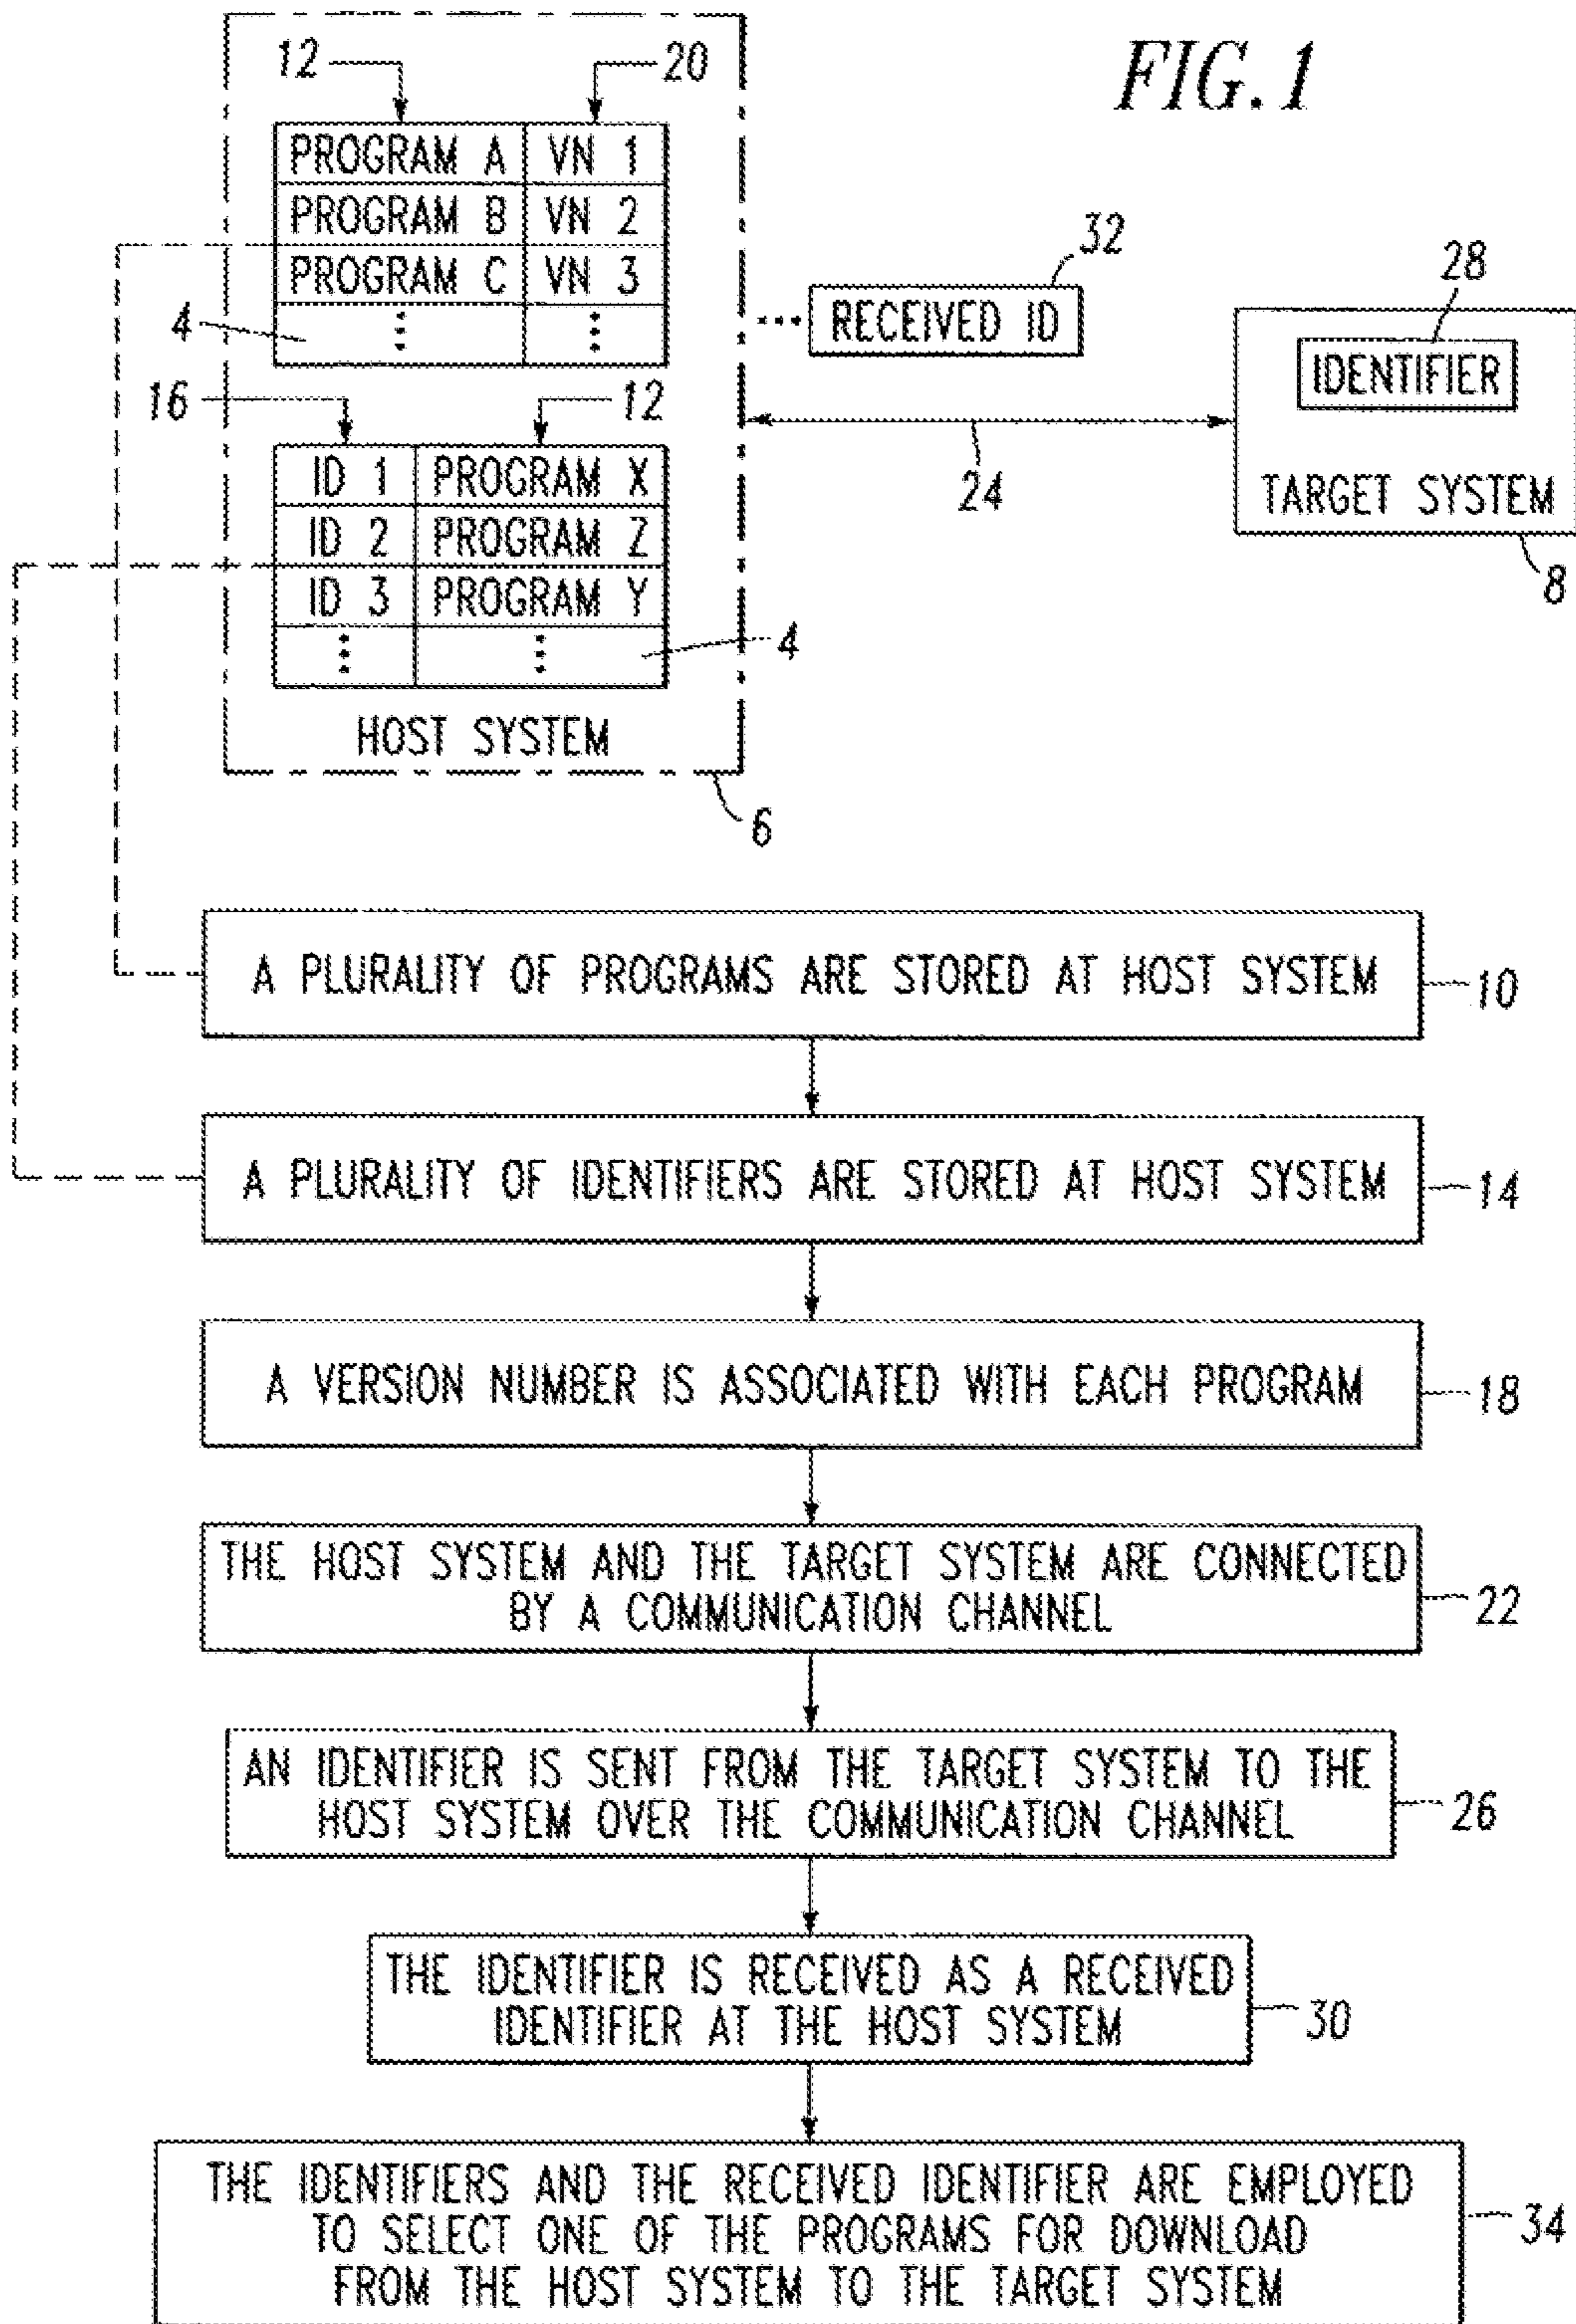 FIG. 1
12
20
PROGRAM A VN 1
PROGRAM B VN 2
PROGRAM C VN 3
4
32
RECEIVED ID
28
IDENTIFIER
TARGET SYSTEM
8
24
16
12
ID 1 PROGRAM X
ID 2 PROGRAM Z
ID 3 PROGRAM Y
4
HOST SYSTEM
6
A PLURALITY OF PROGRAMS ARE STORED AT HOST SYSTEM
10
A PLURALITY OF IDENTIFIERS ARE STORED AT HOST SYSTEM
14
A VERSION NUMBER IS ASSOCIATED WITH EACH PROGRAM
18
THE HOST SYSTEM AND THE TARGET SYSTEM ARE CONNECTED
BY A COMMUNICATION CHANNEL
22
AN IDENTIFIER IS SENT FROM THE TARGET SYSTEM TO THE
HOST SYSTEM OVER THE COMMUNICATION CHANNEL
26
THE IDENTIFIER IS RECEIVED AS A RECEIVED
IDENTIFIER AT THE HOST SYSTEM
30
THE IDENTIFIERS AND THE RECEIVED IDENTIFIER ARE EMPLOYED
TO SELECT ONE OF THE PROGRAMS FOR DOWNLOAD
FROM THE HOST SYSTEM TO THE TARGET SYSTEM
34